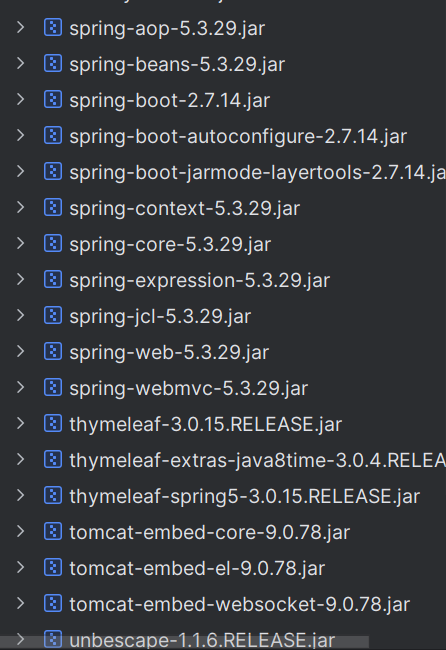 spring-aop-5.3.29.jar
spring-beans-5.3.29.jar
spring-boot-2.7.14.jar
spring-boot-autoconfigure-2.7.14.jar
spring-boot-jarmode-layertools-2.7.14.ja
spring-context-5.3.29.jar
spring-core-5.3.29.jar
spring-expression-5.3.29.jar
spring-jcl-5.3.29.jar
spring-web-5.3.29.jar
spring-webmvc-5.3.29.jar
thymeleaf-3.0.15.RELEASE.jar
thymeleaf-extras-java8time-3.0.4.RELEA
thymeleaf-spring5-3.0.15.RELEASE.jar
tomcat-embed-core-9.0.78.jar
tomcat-embed-el-9.0.78.jar
tomcat-embed-websocket-9.0.78.jar
unbescape-1.1.6.RELEASE.jar